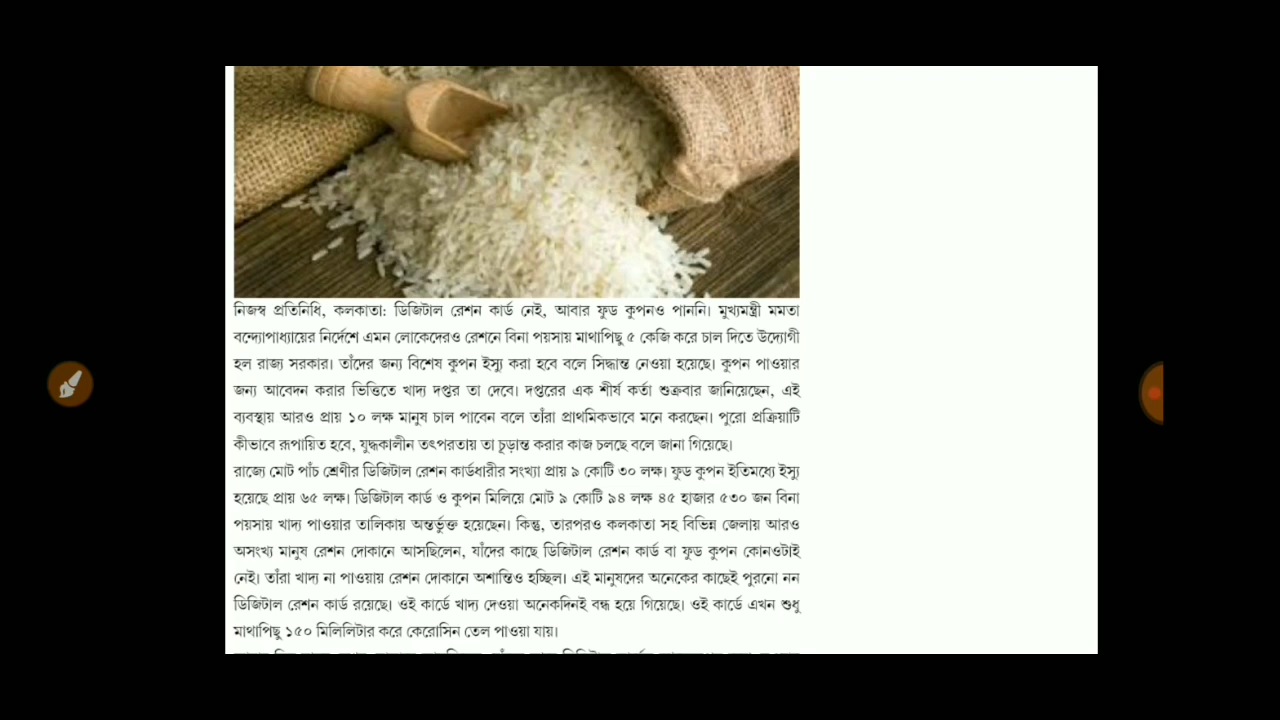 নিজস্ব প্রতিনিধি, কলকাতা: ডিজিটাল রেশন কার্ড নেই, আবার ফুড কুপনও পাননি। মুখ্যমন্ত্রী মমতা
বন্দ্যোপাধ্যায়ের নির্দেশে এমন লোকেদেরও রেশনে বিনা পয়সায় মাথাপিছু ৫ কেজি করে চাল দিতে উদ্যোগী
হল রাজ্য সরকার। তাঁদের জন্য বিশেষ কুপন ইস্যু করা হবে বলে সিদ্ধান্ত নেওয়া হয়েছে। কুপন পাওয়ার
জন্য আবেদন করার ভিত্তিতে খাদ্য দপ্তর তা দেবে। দপ্তরের এক শীর্ষ কর্তা শুক্রবার জানিয়েছেন, এই
ব্যবস্থায় আরও প্রায় ১০ লক্ষ মানুষ চাল পাবেন বলে তাঁরা প্রাথমিকভাবে মনে করছেন। পুরো প্রক্রিয়াটি
কীভাবে রূপায়িত হবে, যুদ্ধকালীন তৎপরতায় তা চূড়ান্ত করার কাজ চলছে বলে জানা গিয়েছে।
রাজ্যে মোট পাঁচ শ্রেণীর ডিজিটাল রেশন কার্ডধারীর সংখ্যা প্রায় ৯ কোটি ৩০ লক্ষ। ফুড কুপন ইতিমধ্যে ইস্যু
হয়েছে প্রায় ৬৫ লক্ষ। ডিজিটাল কার্ড ও কুপন মিলিয়ে মোট ৯ কোটি ৯৪ লক্ষ ৪৫ হাজার ৫৩০ জন বিনা
পয়সায় খাদ্য পাওয়ার তালিকায় অন্তর্ভুক্ত হয়েছেন। কিন্তু, তারপরও কলকাতা সহ বিভিন্ন জেলায় আরও
অসংখ্য মানুষ রেশন দোকানে আসছিলেন, যাঁদের কাছে ডিজিটাল রেশন কার্ড বা ফুড কুপন কোনওটাই
নেই। তাঁরা খাদ্য না পাওয়ায় রেশন দোকানে অশান্তিও হচ্ছিল। এই মানুষদের অনেকের কাছেই পুরনো নন
ডিজিটাল রেশন কার্ড রয়েছে। ওই কার্ডে খাদ্য দেওয়া অনেকদিনই বন্ধ হয়ে গিয়েছে। ওই কার্ডে এখন শুধু
মাথাপিছু ১৫০ মিলিলিটার করে কেরোসিন তেল পাওয়া যায়।